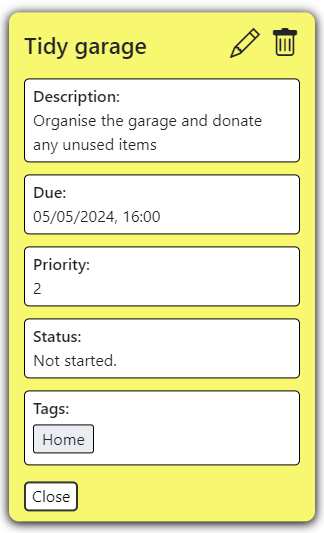 Tidy garage
Description:
Organise the garage and donate
any unused items
Due:
05/05/2024, 16:00
Priority:
2
Status:
Not started.
Tags:
Home
Close